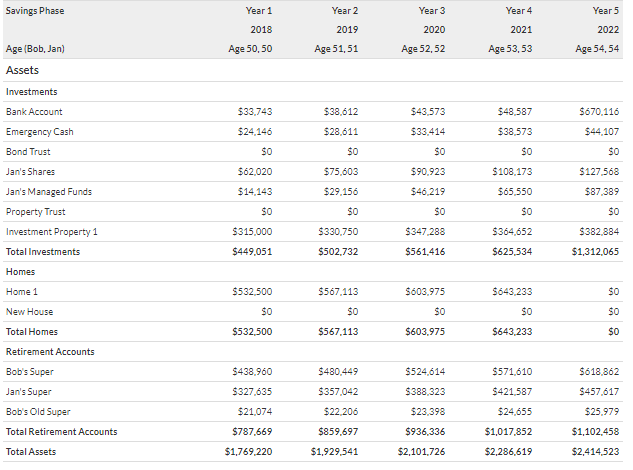 Savings Phase Year 1 Year 2 Year 3 Year 4 Year 5
2018 2019 2020 2021 2022
Age (Bob, Jan) Age 50, 50 Age 51, 51 Age 52, 52 Age 53, 53 Age 54, 54
Assets
Investments
Bank Account $33,743 $38,612 $43,573 $48,587 $670,116
Emergency Cash $24,146 $28,611 $33,414 $38,573 $44,107
Bond Trust $0 $0 $0 $0 $0
Jan's Shares $62,020 $75,603 $90,923 $108,173 $127,568
Jan's Managed Funds $14,143 $29,156 $46,219 $65,550 $87,389
Property Trust $0 $0 $0 $0 $0
Investment Property 1 $315,000 $330,750 $347,288 $364,652 $382,884
Total Investments $449,051 $502,732 $561,416 $625,534 $1,312,065
Homes
Home 1 $532,500 $567,113 $603,975 $643,233 $0
New House $0 $0 $0 $0 $0
Total Homes $532,500 $567,113 $603,975 $643,233 $0
Retirement Accounts
Bob's Super $438,960 $480,449 $524,614 $571,610 $618,862
Jan's Super $327,635 $357,042 $388,323 $421,587 $457,617
Bob's Old Super $21,074 $22,206 $23,398 $24,655 $25,979
Total Retirement Accounts $787,669 $859,697 $936,336 $1,017,852 $1,102,458
Total Assets $1,769,220 $1,929,541 $2,101,726 $2,286,619 $2,414,523